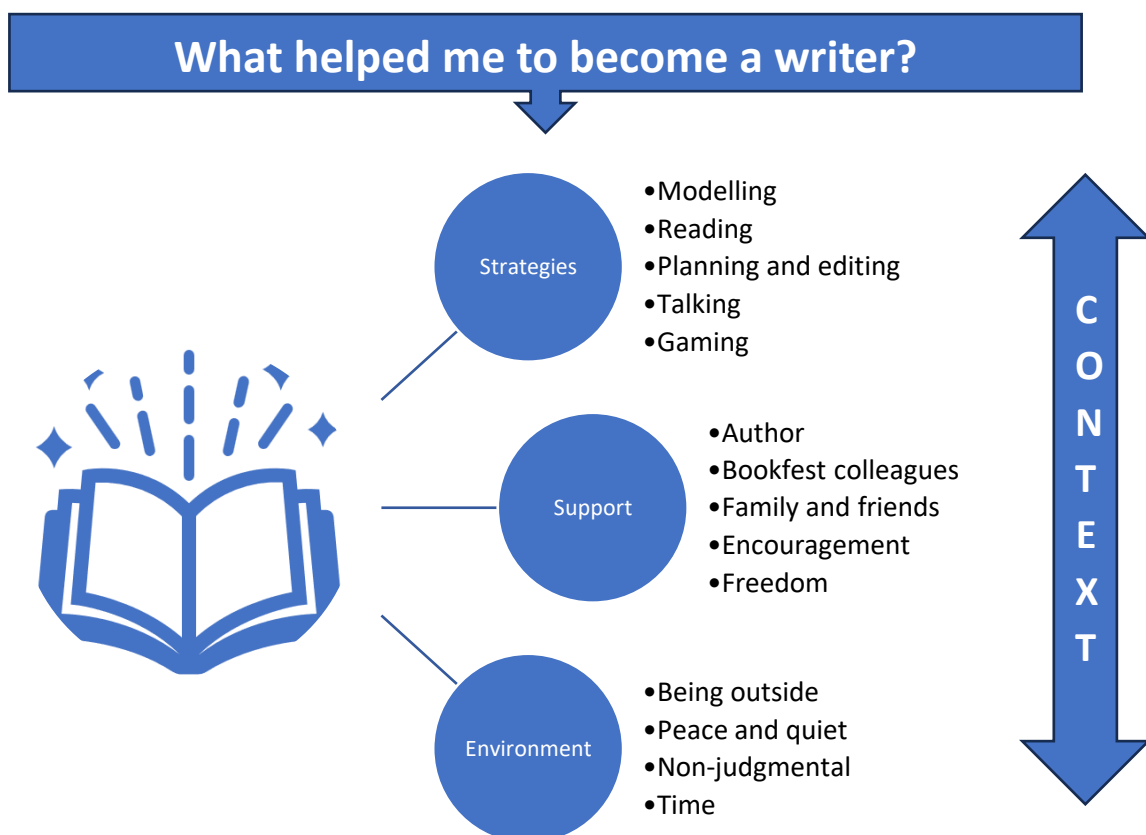 What helped me to become a writer?
Strategies
•Modelling
•Reading
•Planning and editing
•Talking
•Gaming
Support
•Author
•Bookfest colleagues
•Family and friends
•Encouragement
•Freedom
Environment
•Being outside
•Peace and quiet
•Non-judgmental
•Time
CONTEXT